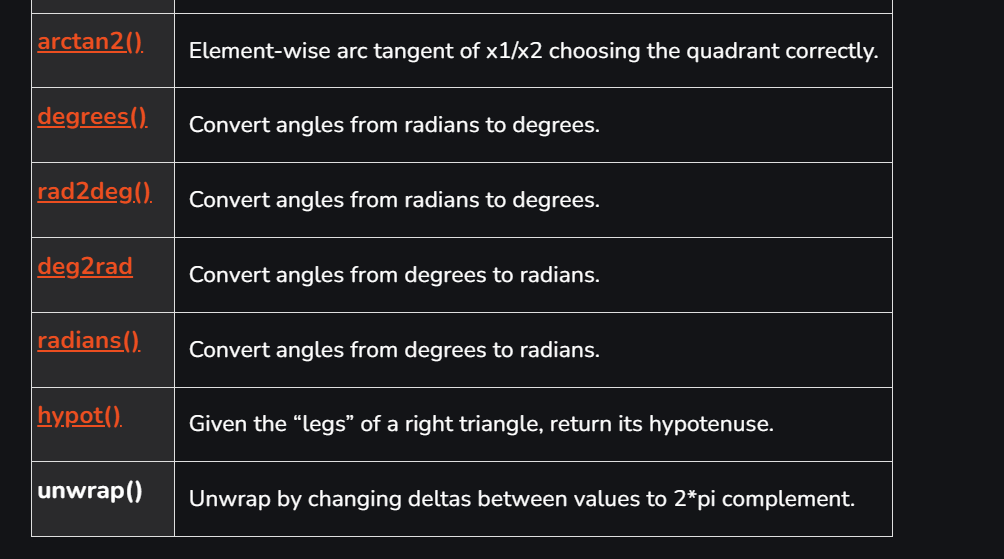 arctan2()
Element-wise arc tangent of x1/x2 choosing the quadrant correctly.
degrees()
Convert angles from radians to degrees.
rad2deg()
Convert angles from radians to degrees.
deg2rad
Convert angles from degrees to radians.
radians()
Convert angles from degrees to radians.
hypot()
Given the “legs” of a right triangle, return its hypotenuse.
unwrap()
Unwrap by changing deltas between values to 2*pi complement.